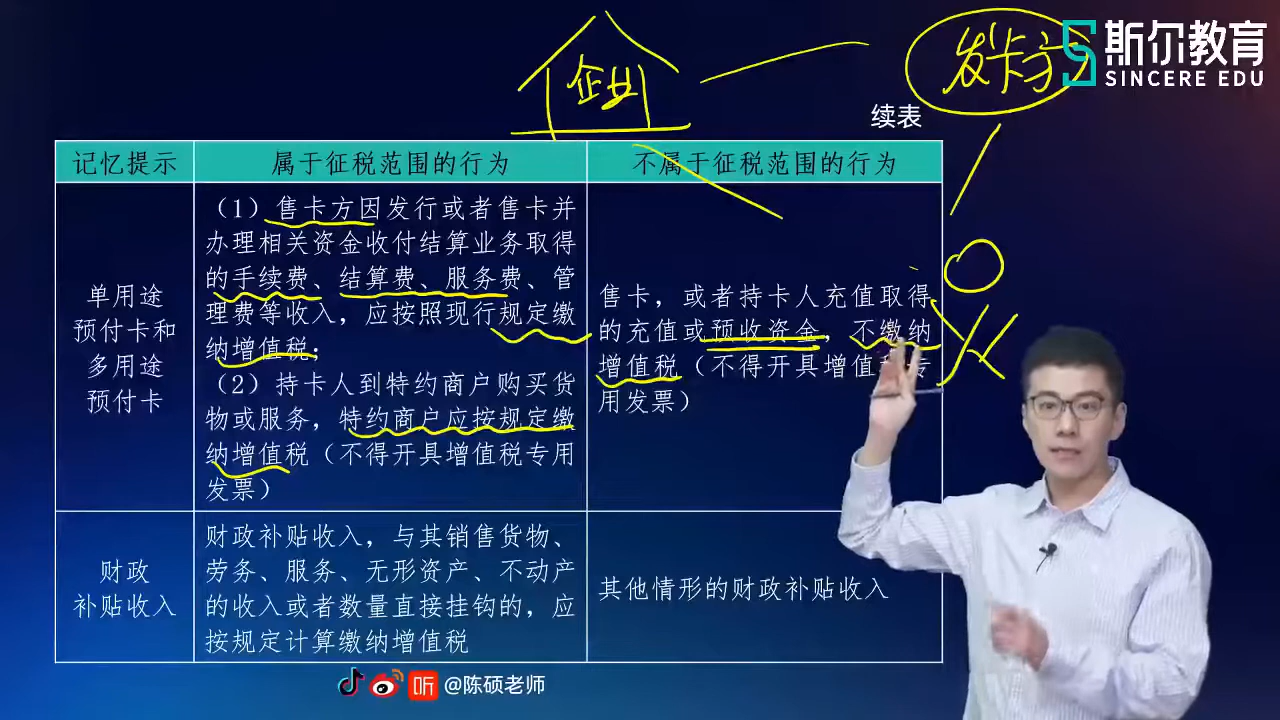 企业
发卡方
斯尔教育
SINCERE EDU
续表
记忆提示
属于征税范围的行为
不属于征税范围的行为
单用途
预付卡和
多用途
预付卡
（1）售卡方因发行或者售卡并
办理相关资金收付结算业务取得
的手续费、结算费、服务费、管
理费等收入，应按照现行规定缴
纳增值税；
（2）持卡人到特约商户购买货
物或服务，特约商户应按规定缴
纳增值税（不得开具增值税专用
发票）
售卡，或者持卡人充值取得
的充值或预收资金，不缴纳
增值税（不得开具增值税专
用发票）
财政
补贴收入
财政补贴收入，与其销售货物、
劳务、服务、无形资产、不动产
的收入或者数量直接挂钩的，应
按规定计算缴纳增值税
其他情形的财政补贴收入
听 @陈硕老师